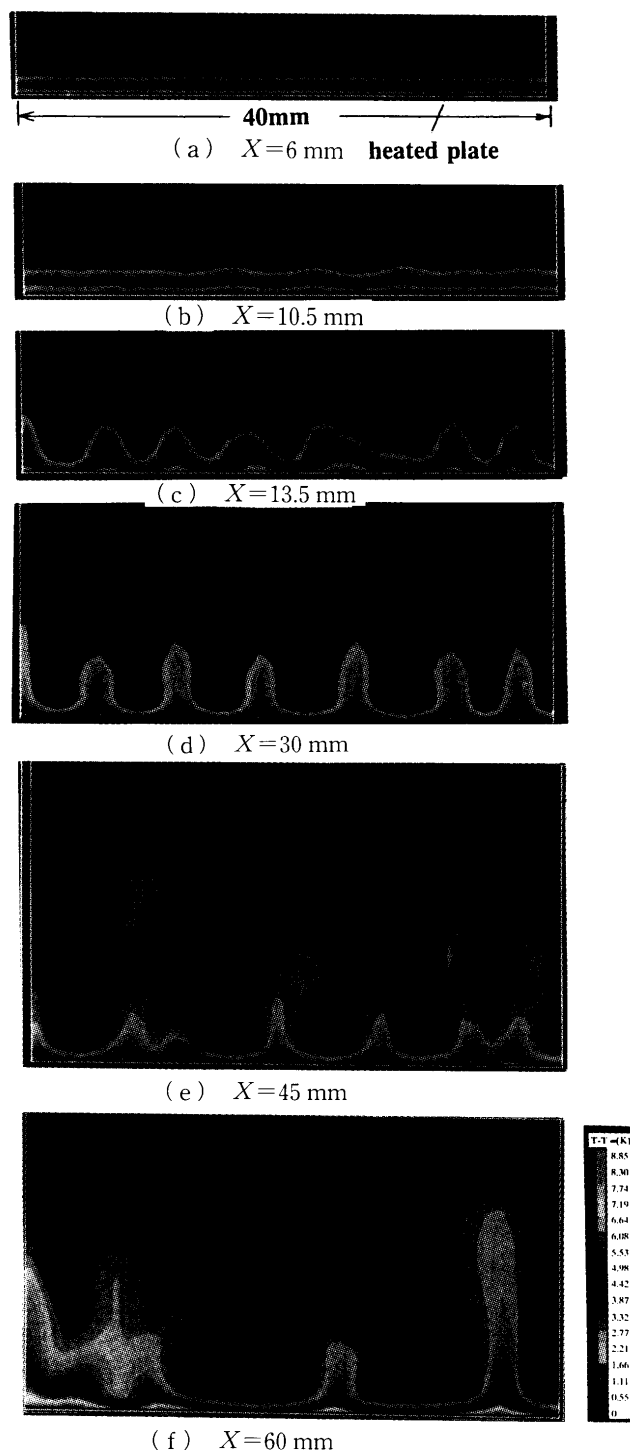 40mm
(a) X=6 mm heated plate
(b) X=10.5 mm
(c) X=13.5 mm
(d) X=30 mm
(e) X=45 mm
(f) X=60 mm
8.85
8.30
7.74
7.19
6.64
6.08
5.53
4.98
4.42
3.87
3.32
2.77
2.21
1.66
1.11
0.55
0